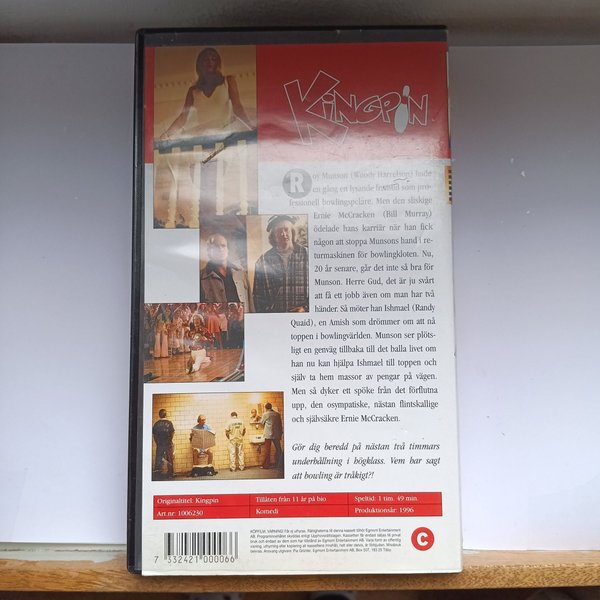 KINGPIN
Roy Munson (Woody Harrelson) hade
en gång en lysande framtid som pro-
fessionell bowlingspelare. Men den sliskige
Ernie McCracken (Bill Murray)
ödelade hans karriär när han fick
någon att stoppa Munsons hand i re-
turmaskinen för bowlingkloten. Nu,
20 år senare, går det inte så bra för
Munson. Herre Gud, det är ju svårt
att få ett jobb även om man har två
händer. Så möter han Ishmael (Randy
Quaid), en Amish som drömmer om att nå
toppen i bowlingvärlden. Munson ser plöts-
ligt en genväg tillbaka till det balla livet om
han nu kan hjälpa Ishmael till toppen och
själv ta hem massor av pengar på vägen.
Men så dyker ett spöke från det förflutna
upp, den osympatiske, nästan flintskallige
och självsäkre Ernie McCracken.
Gör dig beredd på nästan två timmars
underhållning i högklass. Vem har sagt
att bowling är tråkigt?!
Originaltitel: Kingpin
Tillåten från 11 år på bio
Speltid: 1 tim. 49 min.
Art nr: 1006230
Komedi
Produktionsår: 1996
7 332421 000066
C